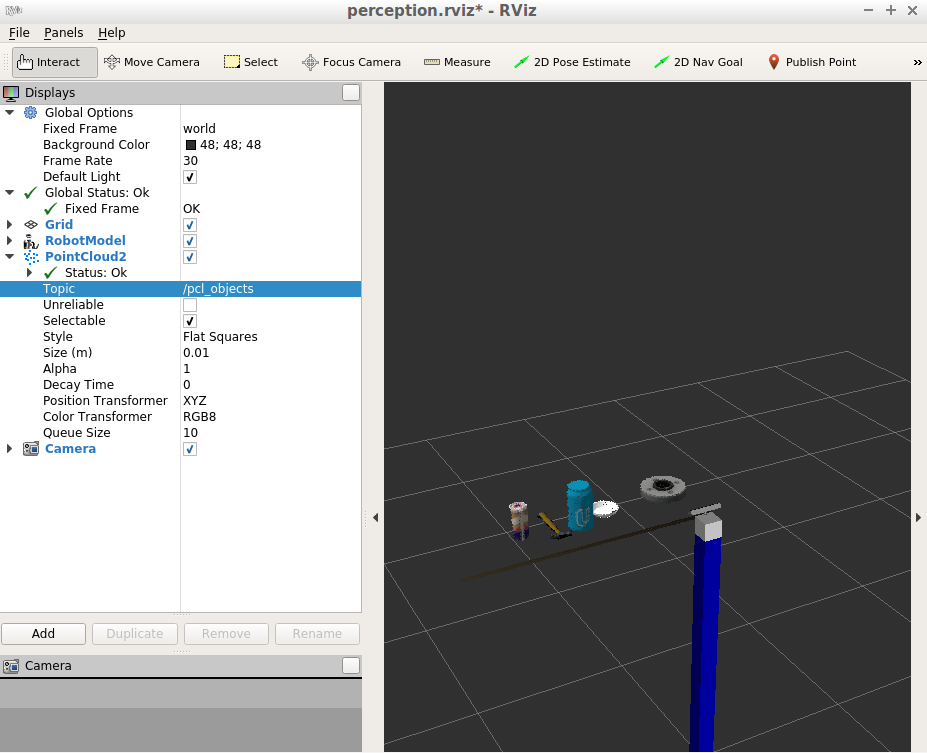 perception.rviz* - RViz
File Panels Help
Interact Move Camera Select Focus Camera Measure 2D Pose Estimate 2D Nav Goal Publish Point »
Displays
Global Options
Fixed Frame world
Background Color 48; 48; 48
Frame Rate 30
Default Light
Global Status: Ok
Fixed Frame OK
Grid
RobotModel
PointCloud2
Status: Ok
Topic /pcl_objects
Unreliable
Selectable
Style Flat Squares
Size (m) 0.01
Alpha 1
Decay Time 0
Position Transformer XYZ
Color Transformer RGB8
Queue Size 10
Camera
Add Duplicate Remove Rename
Camera